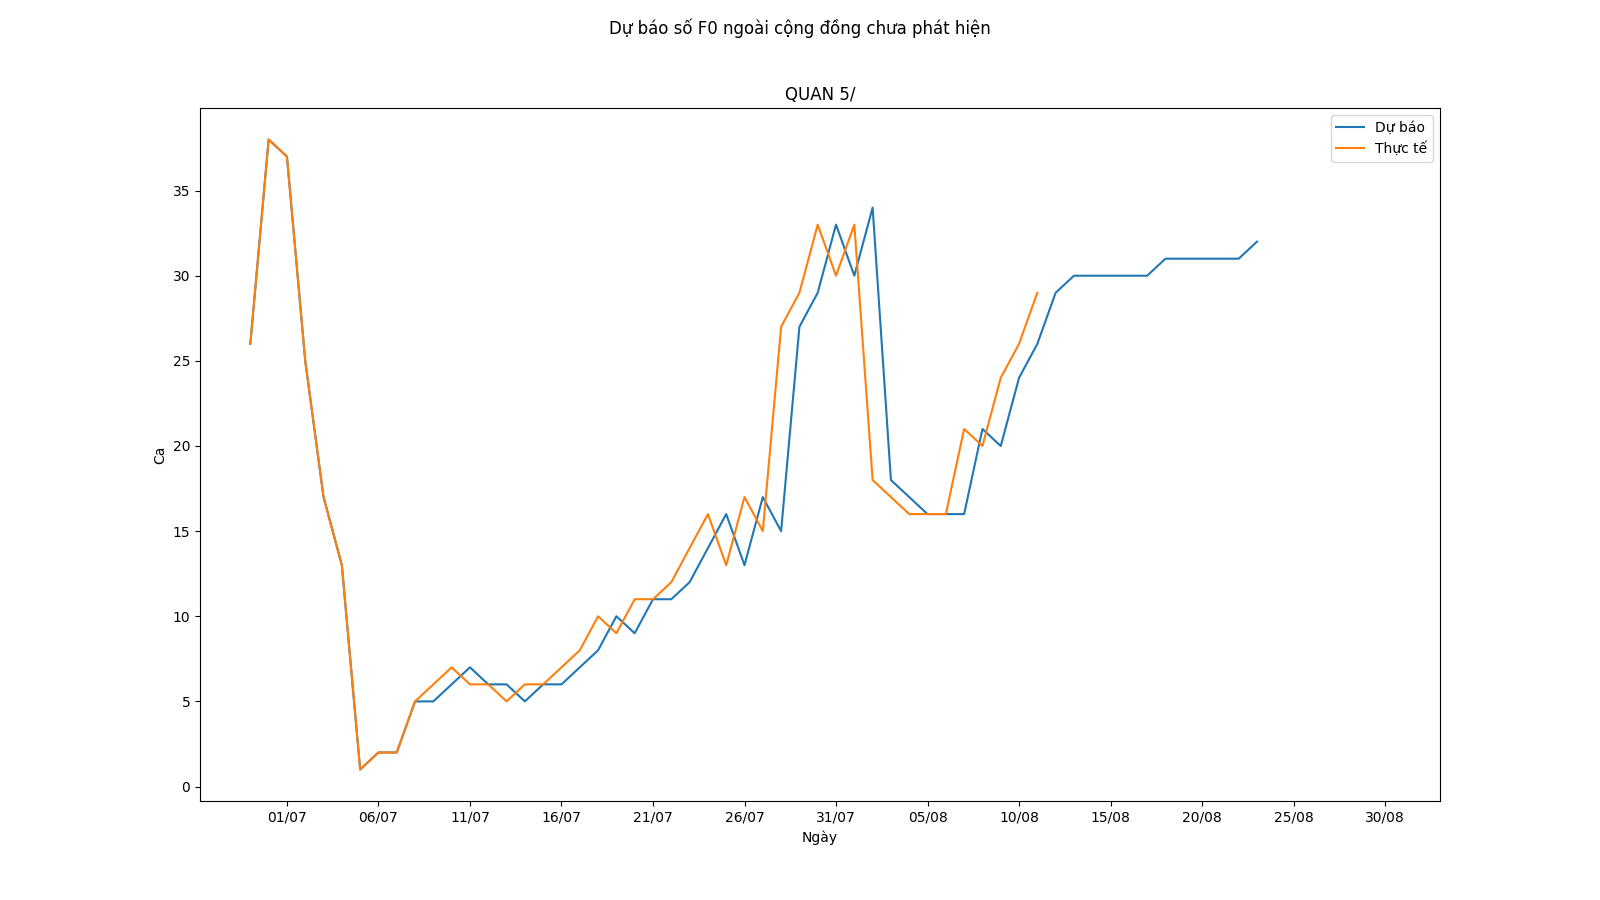 Dự báo số F0 ngoài cộng đồng chưa phát hiện
QUAN 5/
Dự báo
Thực tế
35
30
25
20
15
10
5
0
Ca
01/07 06/07 11/07 16/07 21/07 26/07 31/07 05/08 10/08 15/08 20/08 25/08 30/08
Ngày